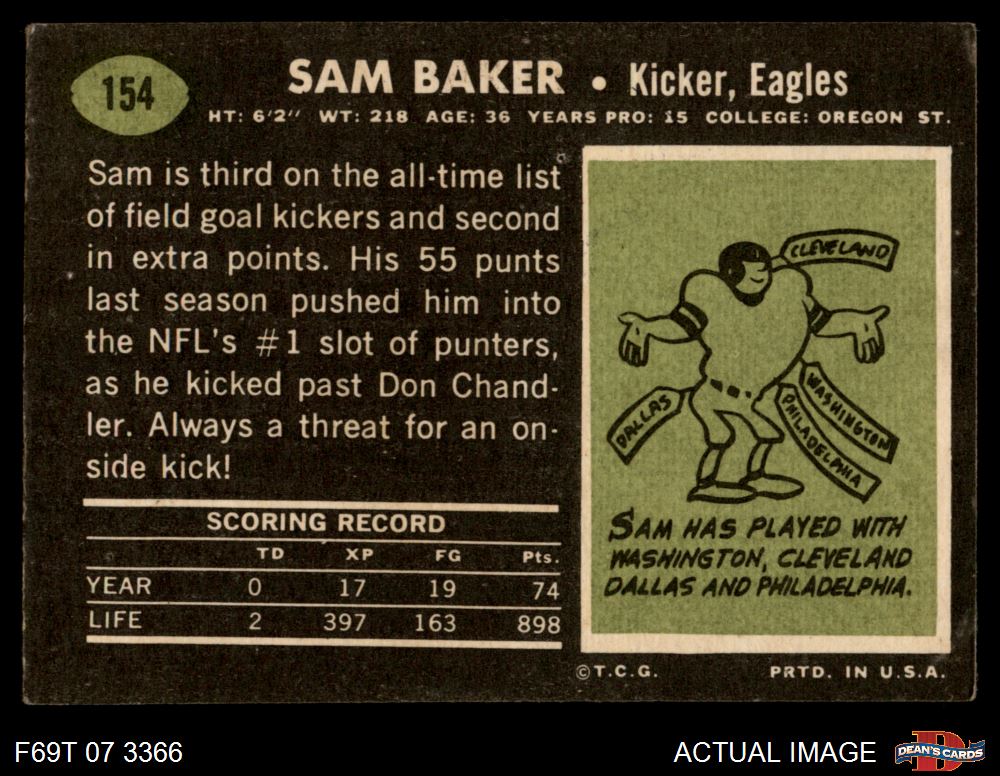 154
SAM BAKER • Kicker, Eagles
HT: 6'2" WT: 218 AGE: 36 YEARS PRO: 15 COLLEGE: OREGON ST.
Sam is third on the all-time list
of field goal kickers and second
in extra points. His 55 punts
last season pushed him into
the NFL's #1 slot of punters,
as he kicked past Don Chand-
ler. Always a threat for an on-
side kick!
SCORING RECORD
TD XP FG Pts.
YEAR 0 17 19 74
LIFE 2 397 163 898
CLEVELAND
DALLAS
WASHINGTON
PHILADELPHIA
SAM HAS PLAYED WITH
WASHINGTON, CLEVELAND
DALLAS AND PHILADELPHIA.
©T.C.G. PRTD. IN U.S.A.
F69T 07 3366
ACTUAL IMAGE
DEAN'S CARDS